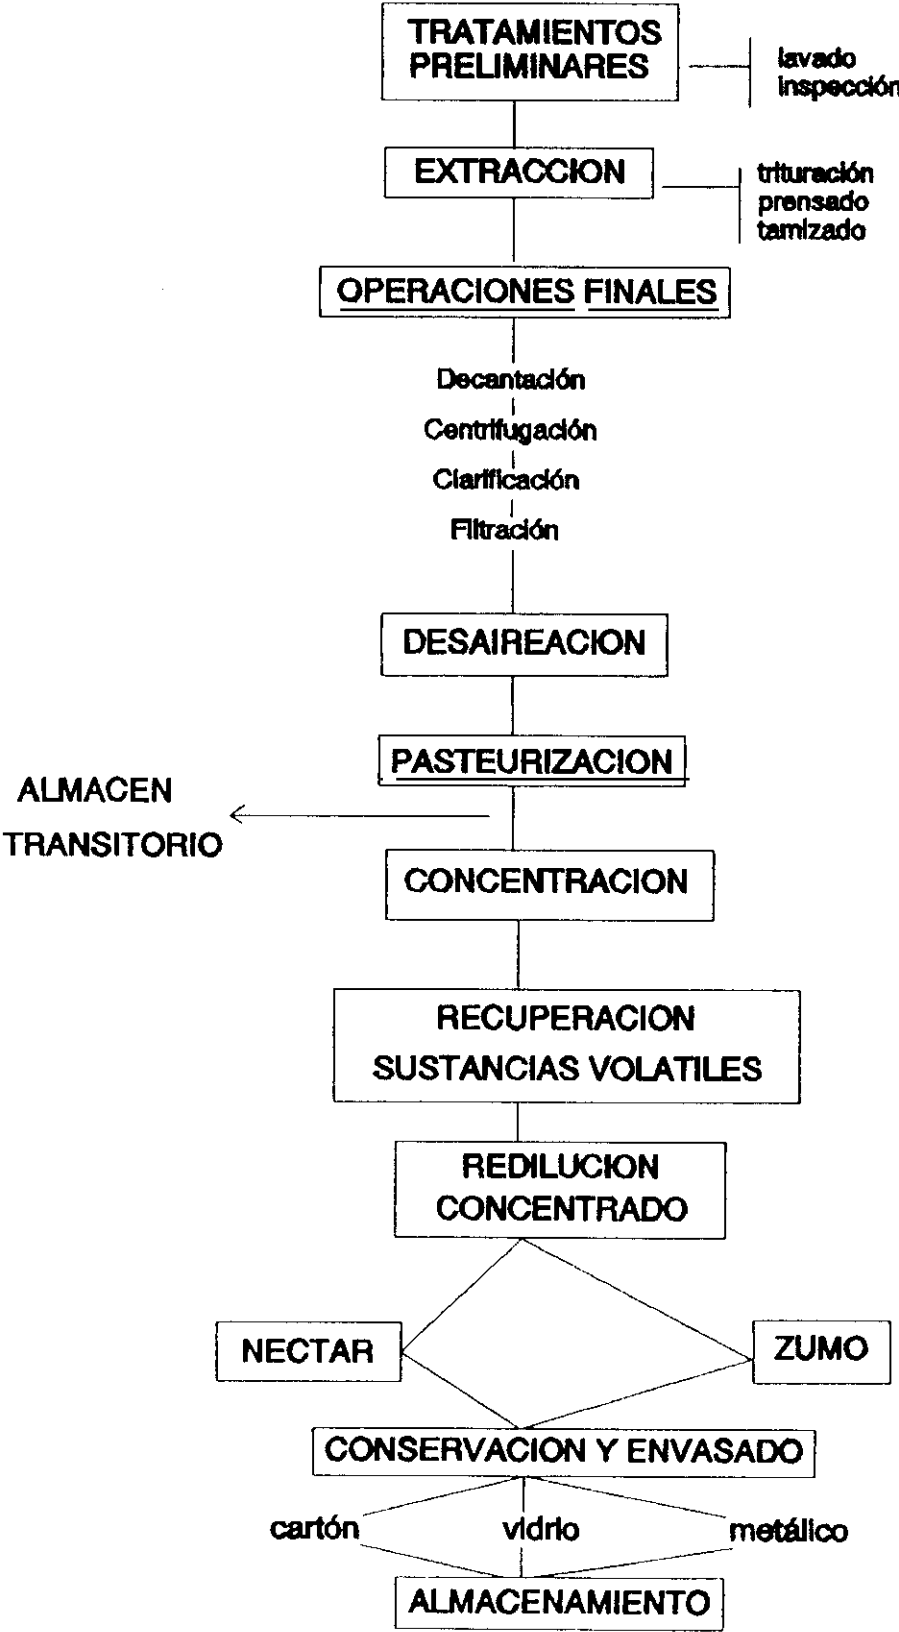 TRATAMIENTOS
PRELIMINARES
lavado
inspección
EXTRACCION
trituración
prensado
tamizado
OPERACIONES FINALES
Decantación
Centrifugación
Clarificación
Filtración
DESAIREACION
PASTEURIZACION
ALMACEN
TRANSITORIO
CONCENTRACION
RECUPERACION
SUSTANCIAS VOLATILES
REDILUCION
CONCENTRADO
NECTAR
ZUMO
CONSERVACION Y ENVASADO
cartón
vidrio
metálico
ALMACENAMIENTO